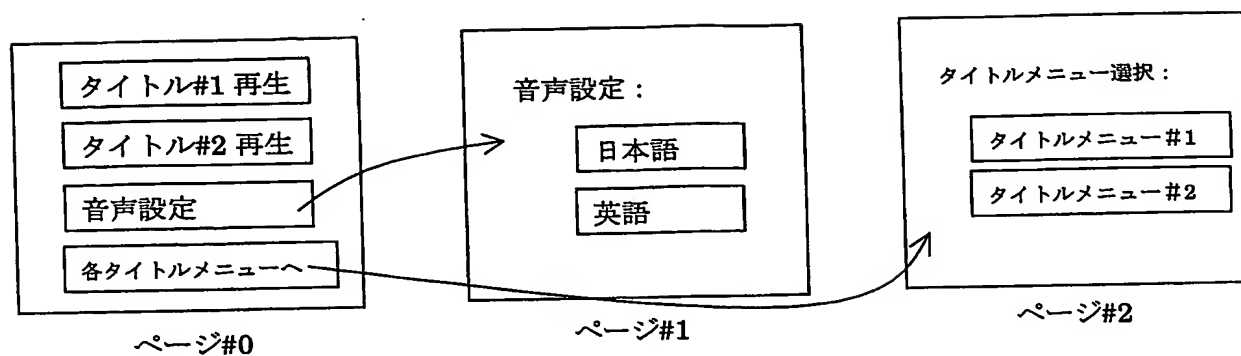 タイトル#1 再生
タイトル#2 再生
音声設定
各タイトルメニューへ
ページ#0
音声設定：
日本語
英語
ページ#1
タイトルメニュー選択：
タイトルメニュー#1
タイトルメニュー#2
ページ#2